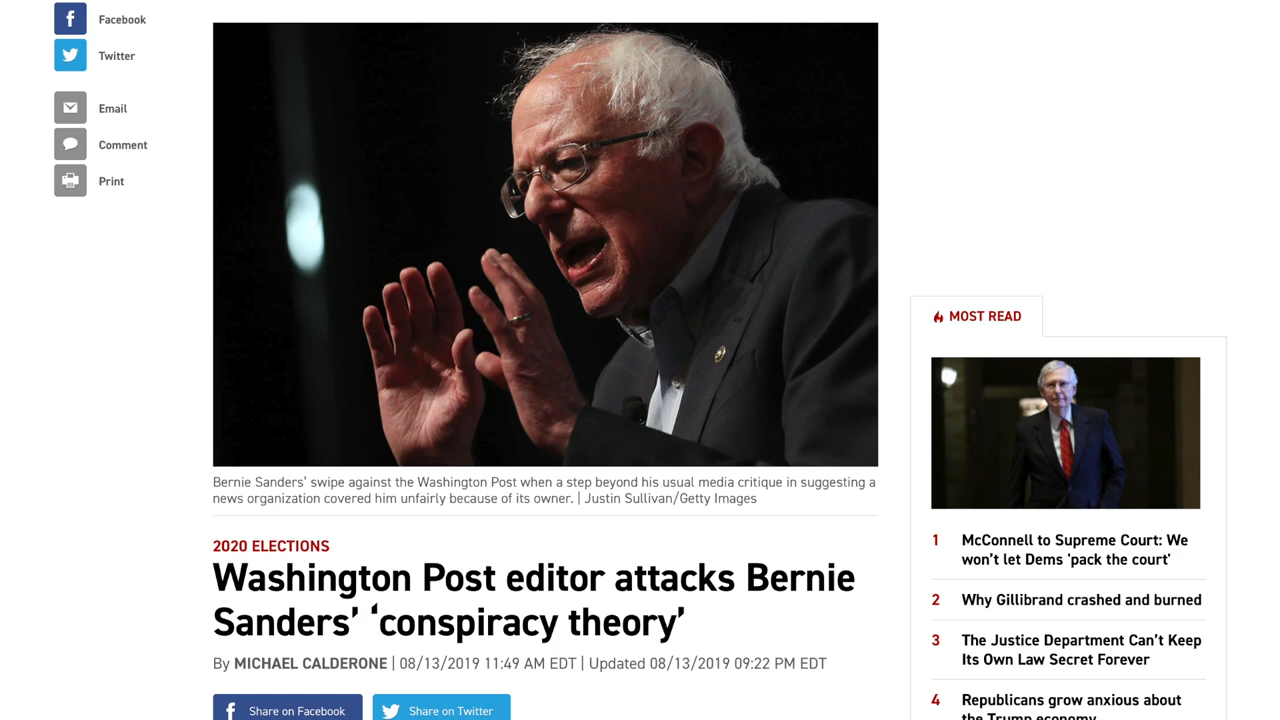 Facebook
Twitter
Email
Comment
Print
Bernie Sanders’ swipe against the Washington Post when a step beyond his usual media critique in suggesting a
news organization covered him unfairly because of its owner. | Justin Sullivan/Getty Images
2020 ELECTIONS
Washington Post editor attacks Bernie
Sanders’ ‘conspiracy theory’
By MICHAEL CALDERONE | 08/13/2019 11:49 AM EDT | Updated 08/13/2019 09:22 PM EDT
Share on Facebook
Share on Twitter
MOST READ
1 McConnell to Supreme Court: We
won’t let Dems 'pack the court'
2 Why Gillibrand crashed and burned
3 The Justice Department Can’t Keep
Its Own Law Secret Forever
4 Republicans grow anxious about
the Trump economy